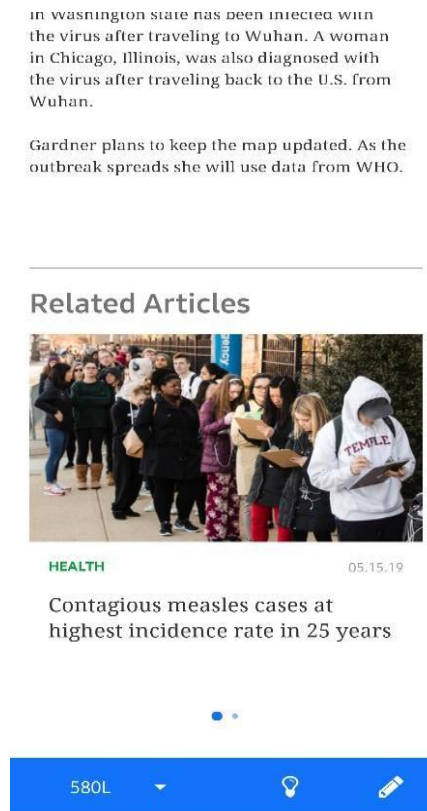 in Washington state has been infected with
the virus after traveling to Wuhan. A woman
in Chicago, Illinois, was also diagnosed with
the virus after traveling back to the U.S. from
Wuhan.
Gardner plans to keep the map updated. As the
outbreak spreads she will use data from WHO.
Related Articles
gency
TEMPLE
HEALTH
05.15.19
Contagious measles cases at
highest incidence rate in 25 years
580L